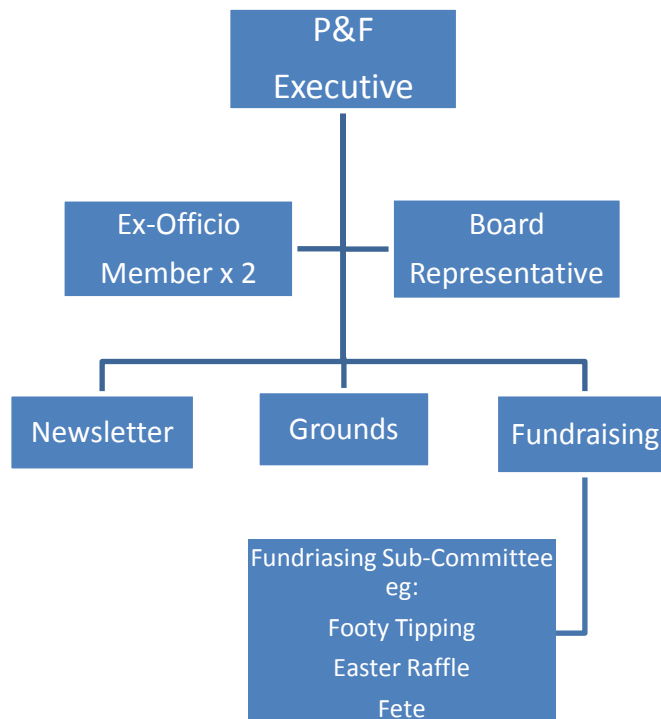 P&F
Executive
Ex-Officio
Member x 2
Board
Representative
Newsletter
Grounds
Fundraising
Fundriasing Sub-Committee
eg:
Footy Tipping
Easter Raffle
Fete